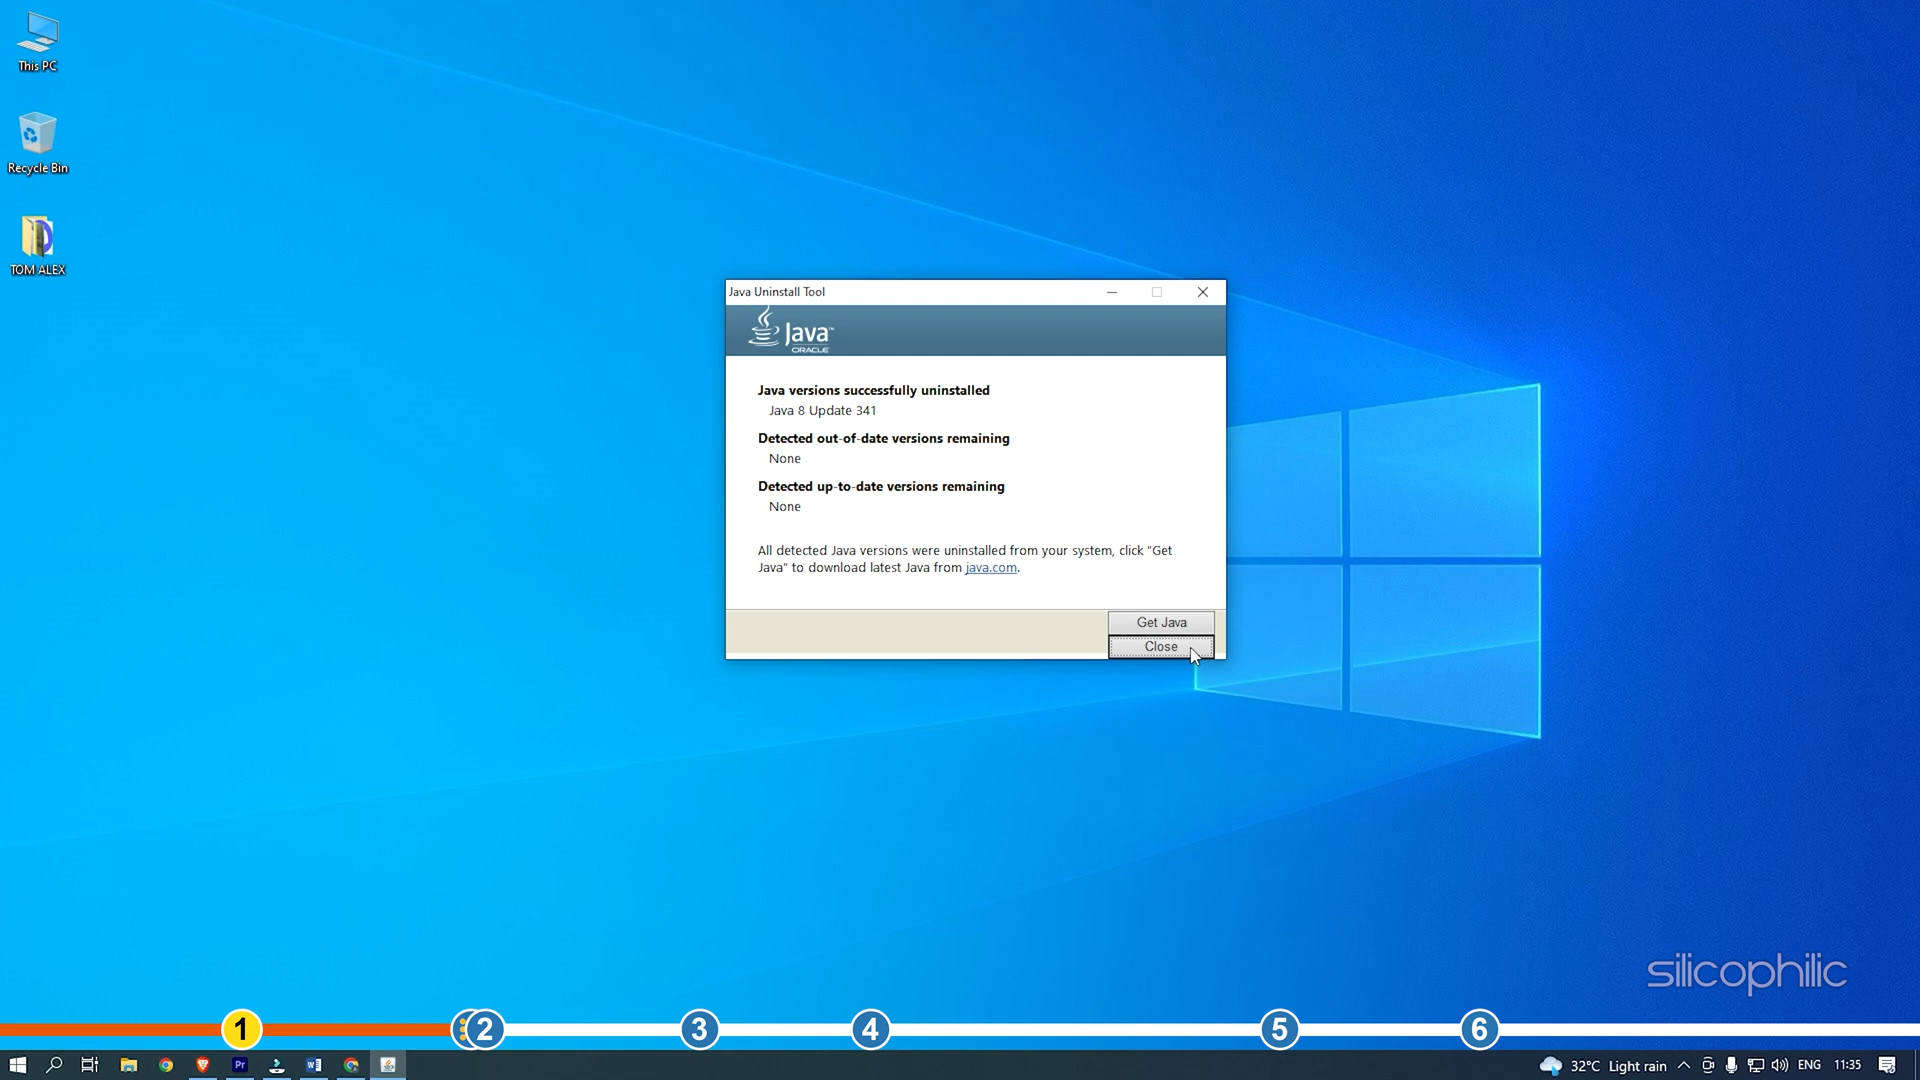 This PC
Recycle Bin
TOM ALEX
Java Uninstall Tool
Java™
ORACLE
Java versions successfully uninstalled
Java 8 Update 341
Detected out-of-date versions remaining
None
Detected up-to-date versions remaining
None
All detected Java versions were uninstalled from your system, click "Get
Java" to download latest Java from java.com.
Get Java
Close
silicophilic
1 2 3 4 5 6
Pr
32°C Light rain ENG 11:35